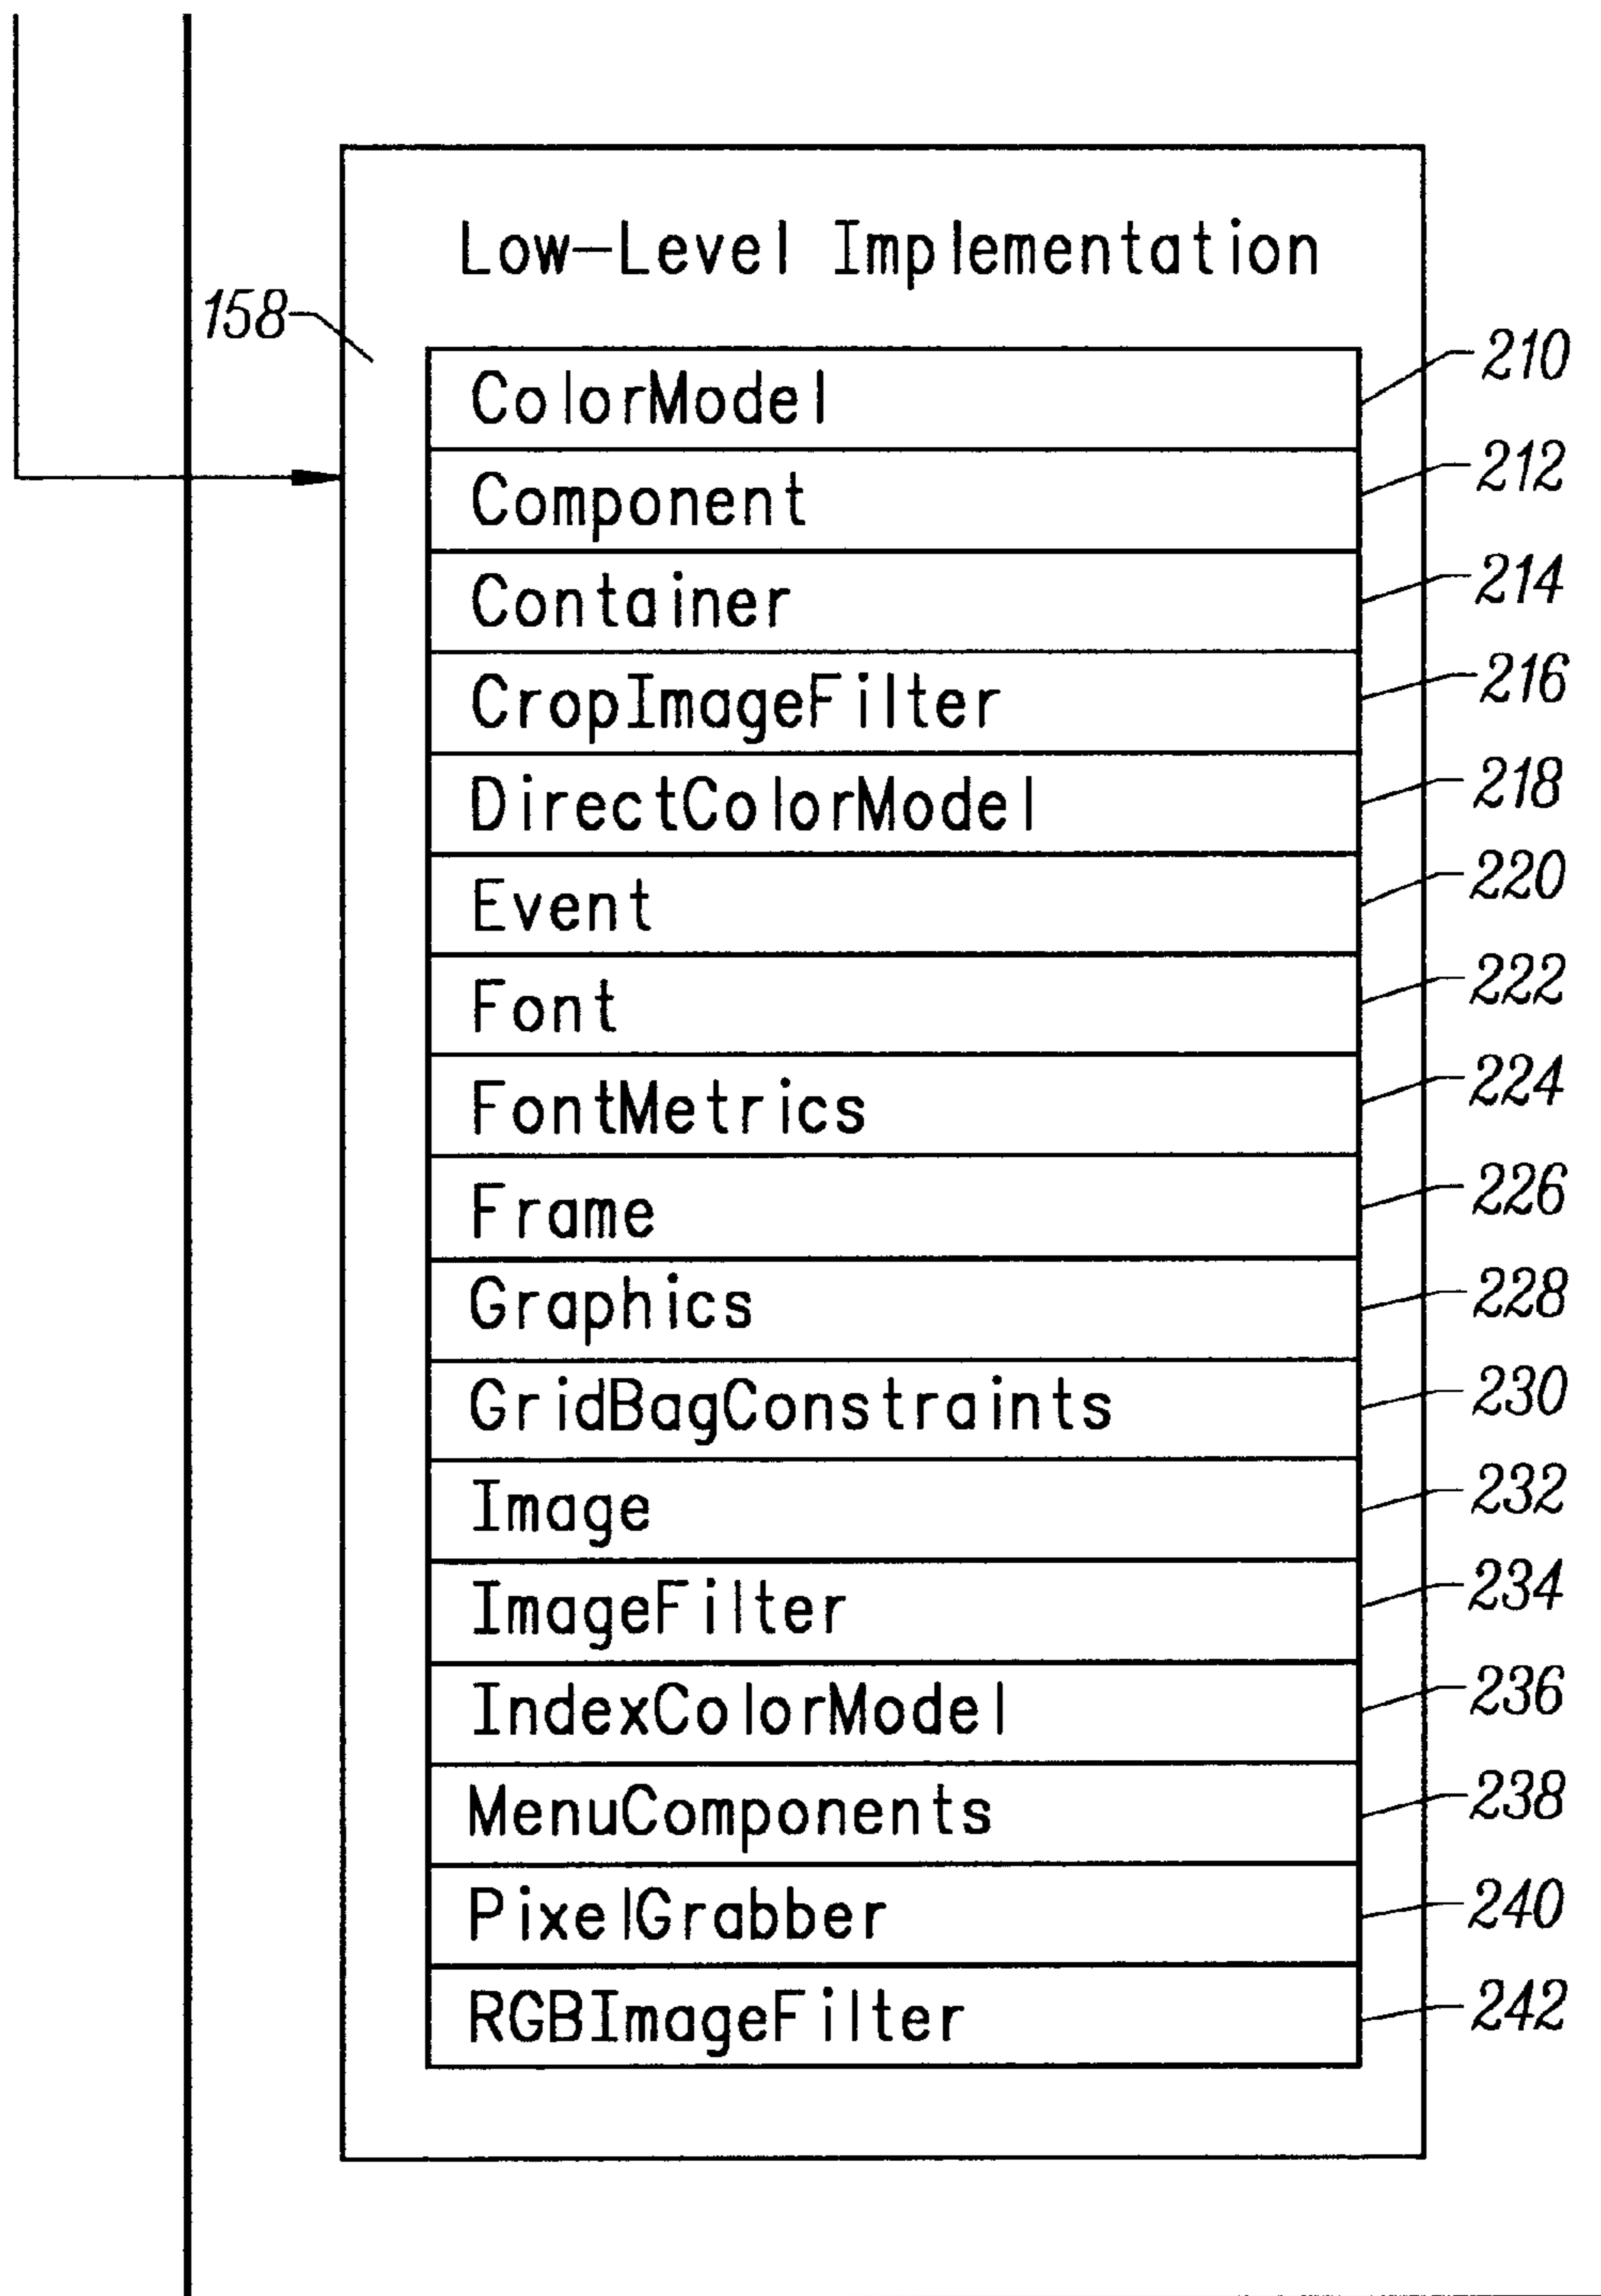 Low-Level Implementation
158
ColorModel 210
Component 212
Container 214
CropImageFilter 216
DirectColorModel 218
Event 220
Font 222
FontMetrics 224
Frame 226
Graphics 228
GridBagConstraints 230
Image 232
ImageFilter 234
IndexColorModel 236
MenuComponents 238
PixelGrabber 240
RGBImageFilter 242